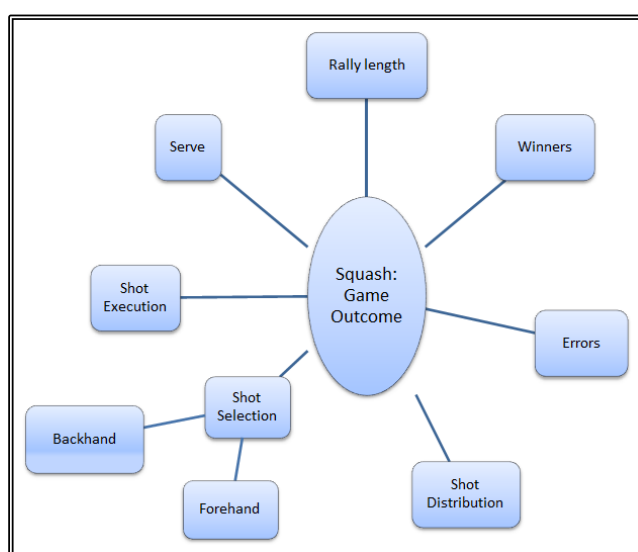 Rally length
Serve
Winners
Squash:
Game
Outcome
Shot
Execution
Errors
Shot
Selection
Backhand
Forehand
Shot
Distribution